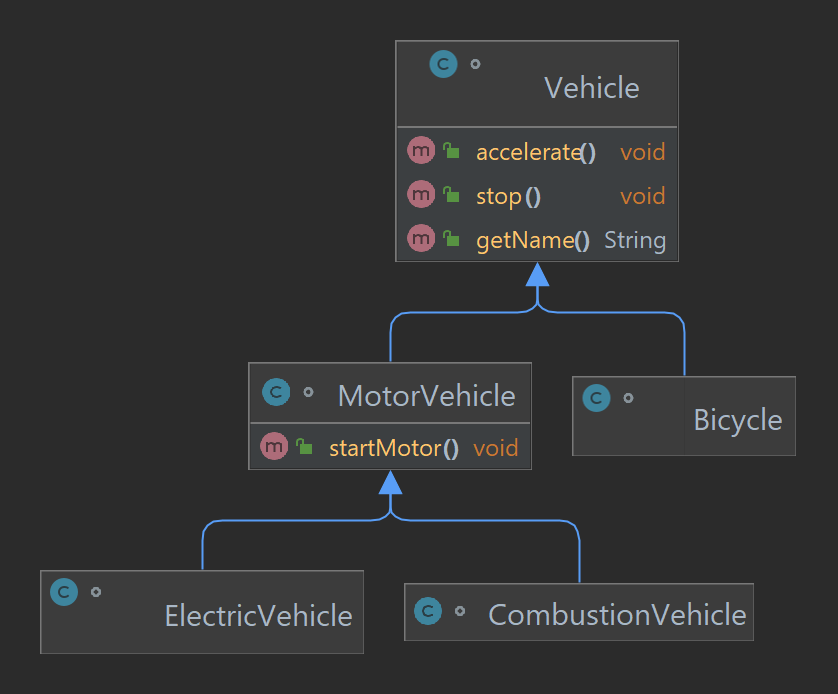 C Vehicle
m accelerate() void
m stop() void
m getName() String
C MotorVehicle
m startMotor() void
C Bicycle
C ElectricVehicle
C CombustionVehicle